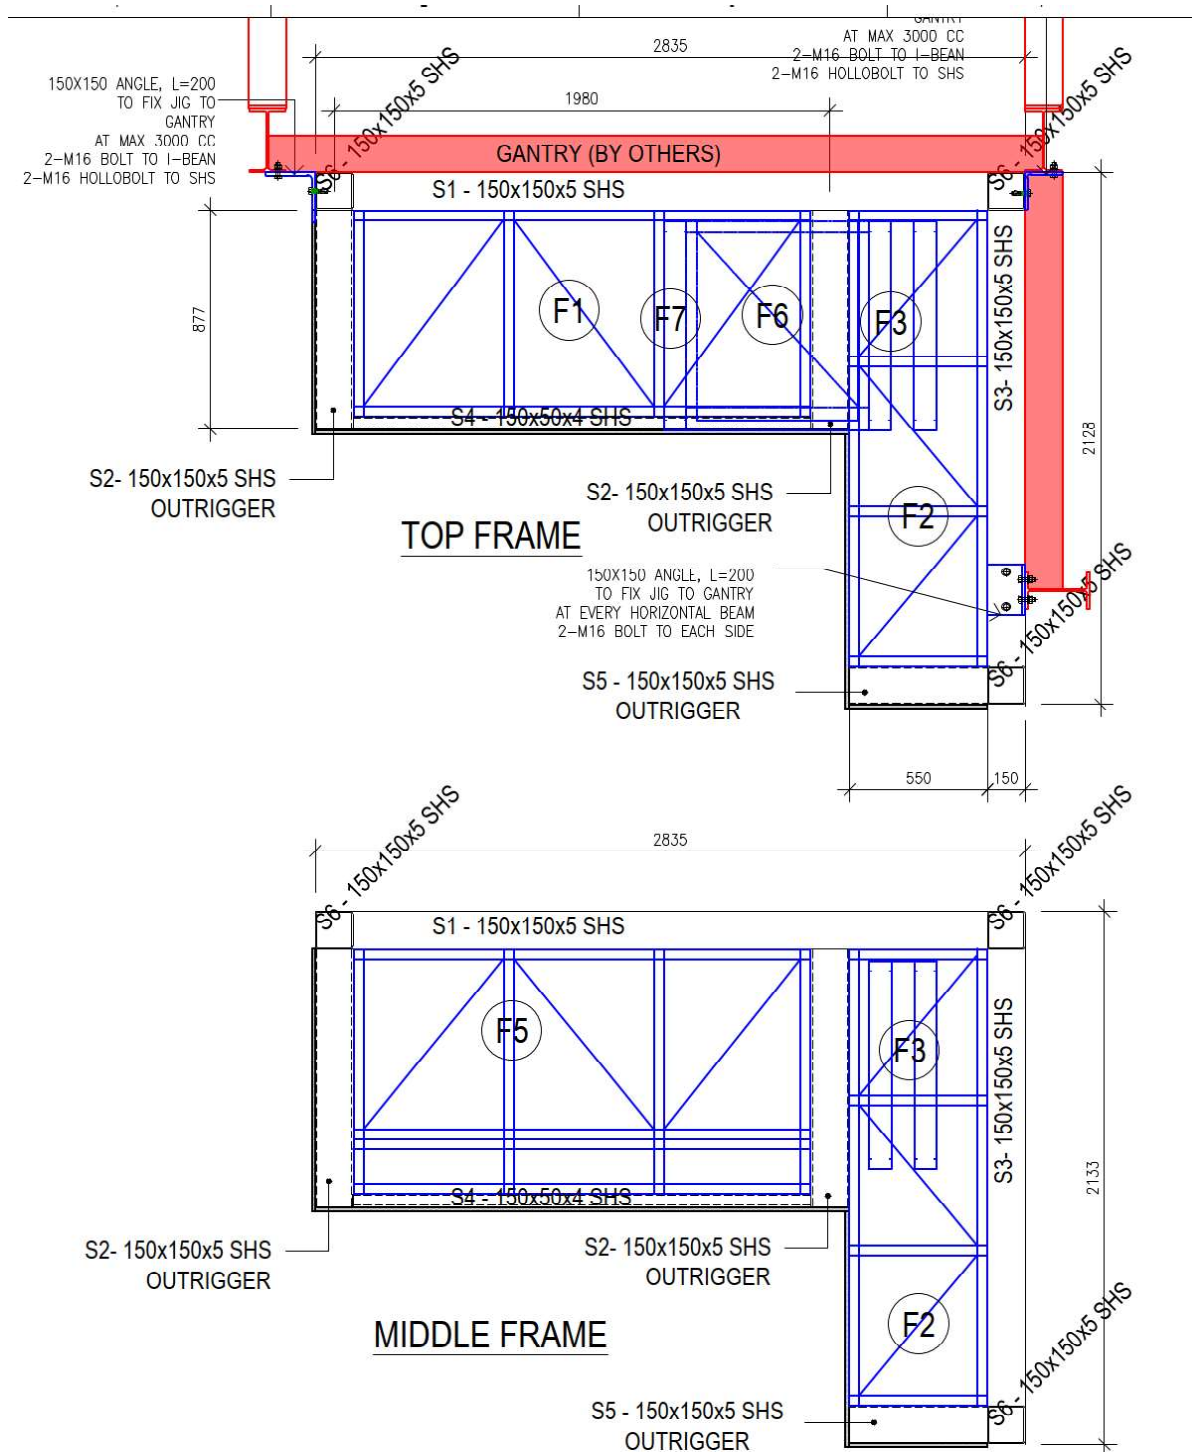 GANTRY
AT MAX 3000 CC
2-M16 BOLT TO I-BEAN
2-M16 HOLLOBOLT TO SHS
2835
150X150 ANGLE, L=200
TO FIX JIG TO
GANTRY
AT MAX 3000 CC
2-M16 BOLT TO I-BEAN
2-M16 HOLLOBOLT TO SHS
1980
S6 - 150x150x5 SHS
S6 - 150x150x5 SHS
GANTRY (BY OTHERS)
S1 - 150x150x5 SHS
877
F1
F7
F6
F3
S3- 150x150x5 SHS
S4 - 150x50x4 SHS
2128
S2- 150x150x5 SHS
OUTRIGGER
S2- 150x150x5 SHS
OUTRIGGER
F2
TOP FRAME
150X150 ANGLE, L=200
TO FIX JIG TO GANTRY
AT EVERY HORIZONTAL BEAM
2-M16 BOLT TO EACH SIDE
S6 - 150x150x5 SHS
S5 - 150x150x5 SHS
OUTRIGGER
550
150
2835
S6 - 150x150x5 SHS
S6 - 150x150x5 SHS
S1 - 150x150x5 SHS
F5
F3
S3- 150x150x5 SHS
2133
S4 - 150x50x4 SHS
S2- 150x150x5 SHS
OUTRIGGER
S2- 150x150x5 SHS
OUTRIGGER
MIDDLE FRAME
F2
S6 - 150x150x5 SHS
S5 - 150x150x5 SHS
OUTRIGGER